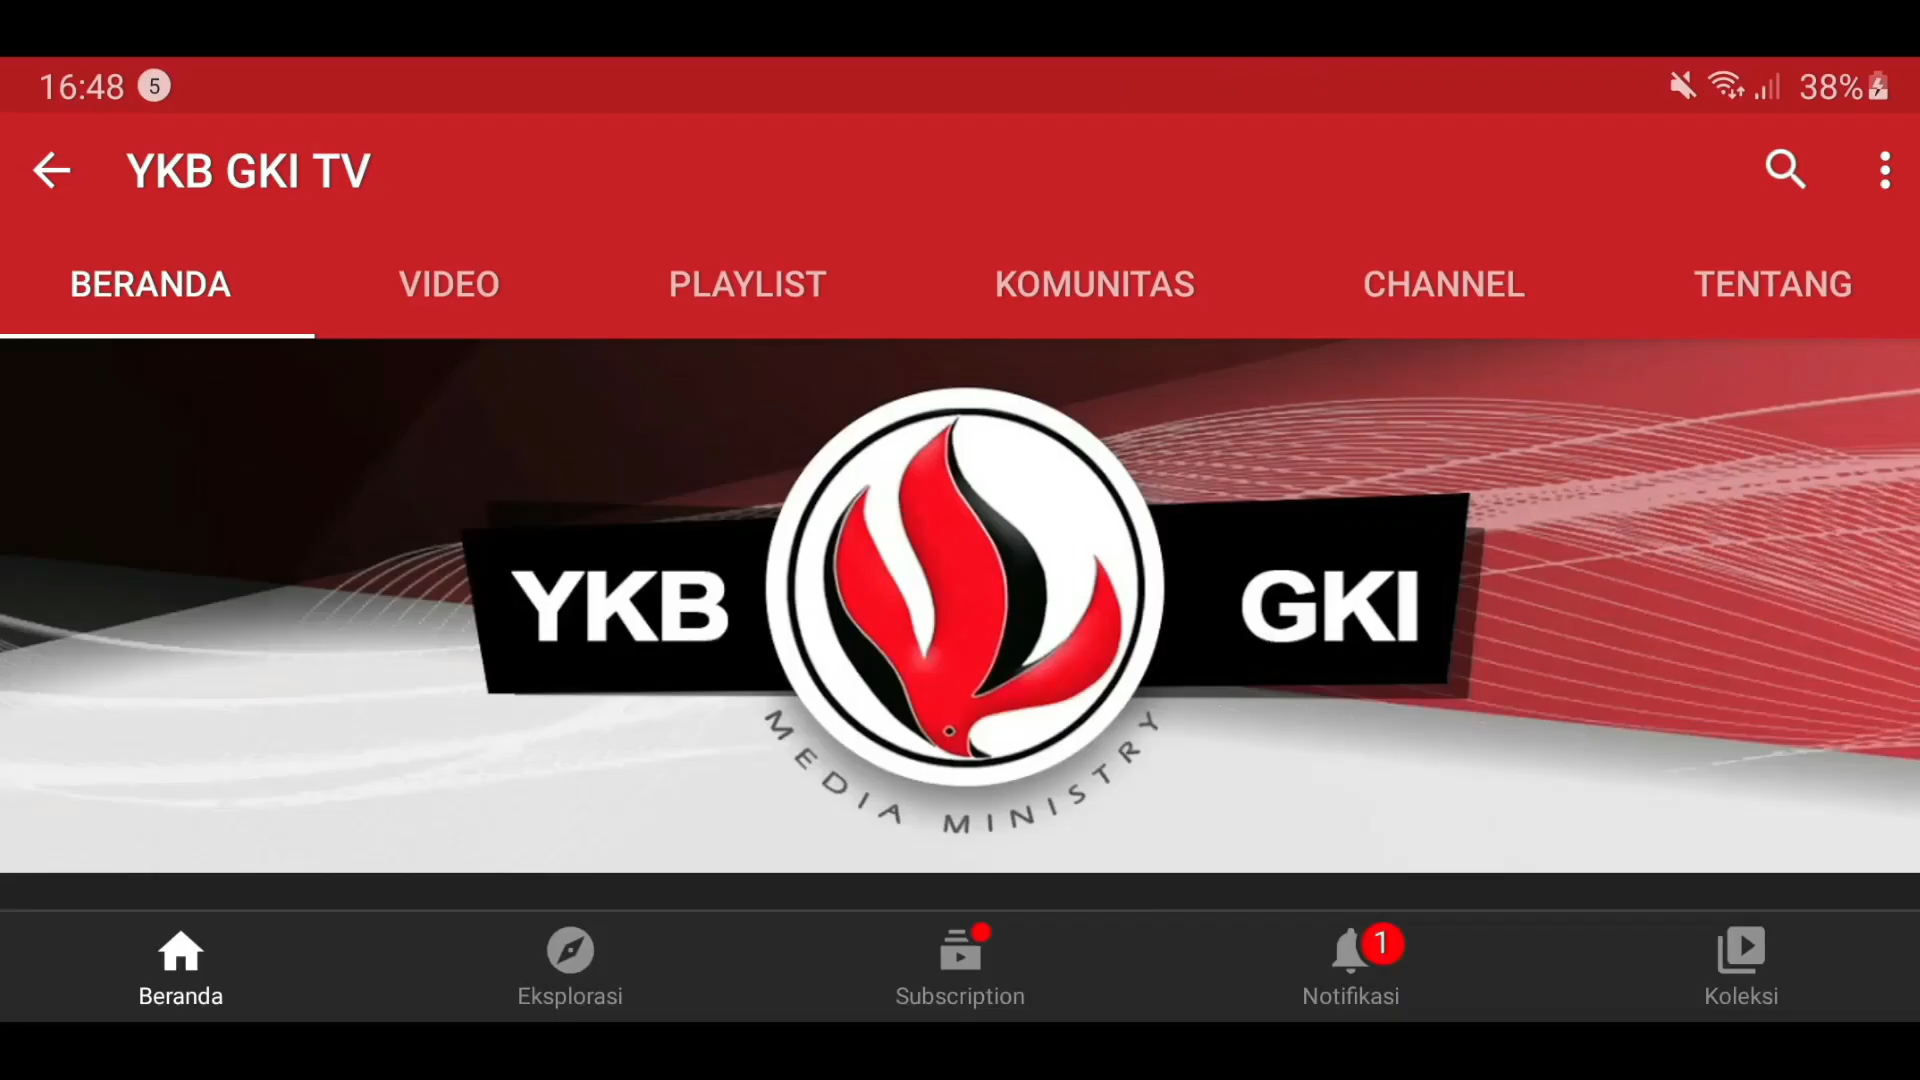 16:48 5 38%
YKB GKI TV
BERANDA VIDEO PLAYLIST KOMUNITAS CHANNEL TENTANG
YKB GKI
MEDIA MINISTRY
1
Beranda Eksplorasi Subscription Notifikasi Koleksi